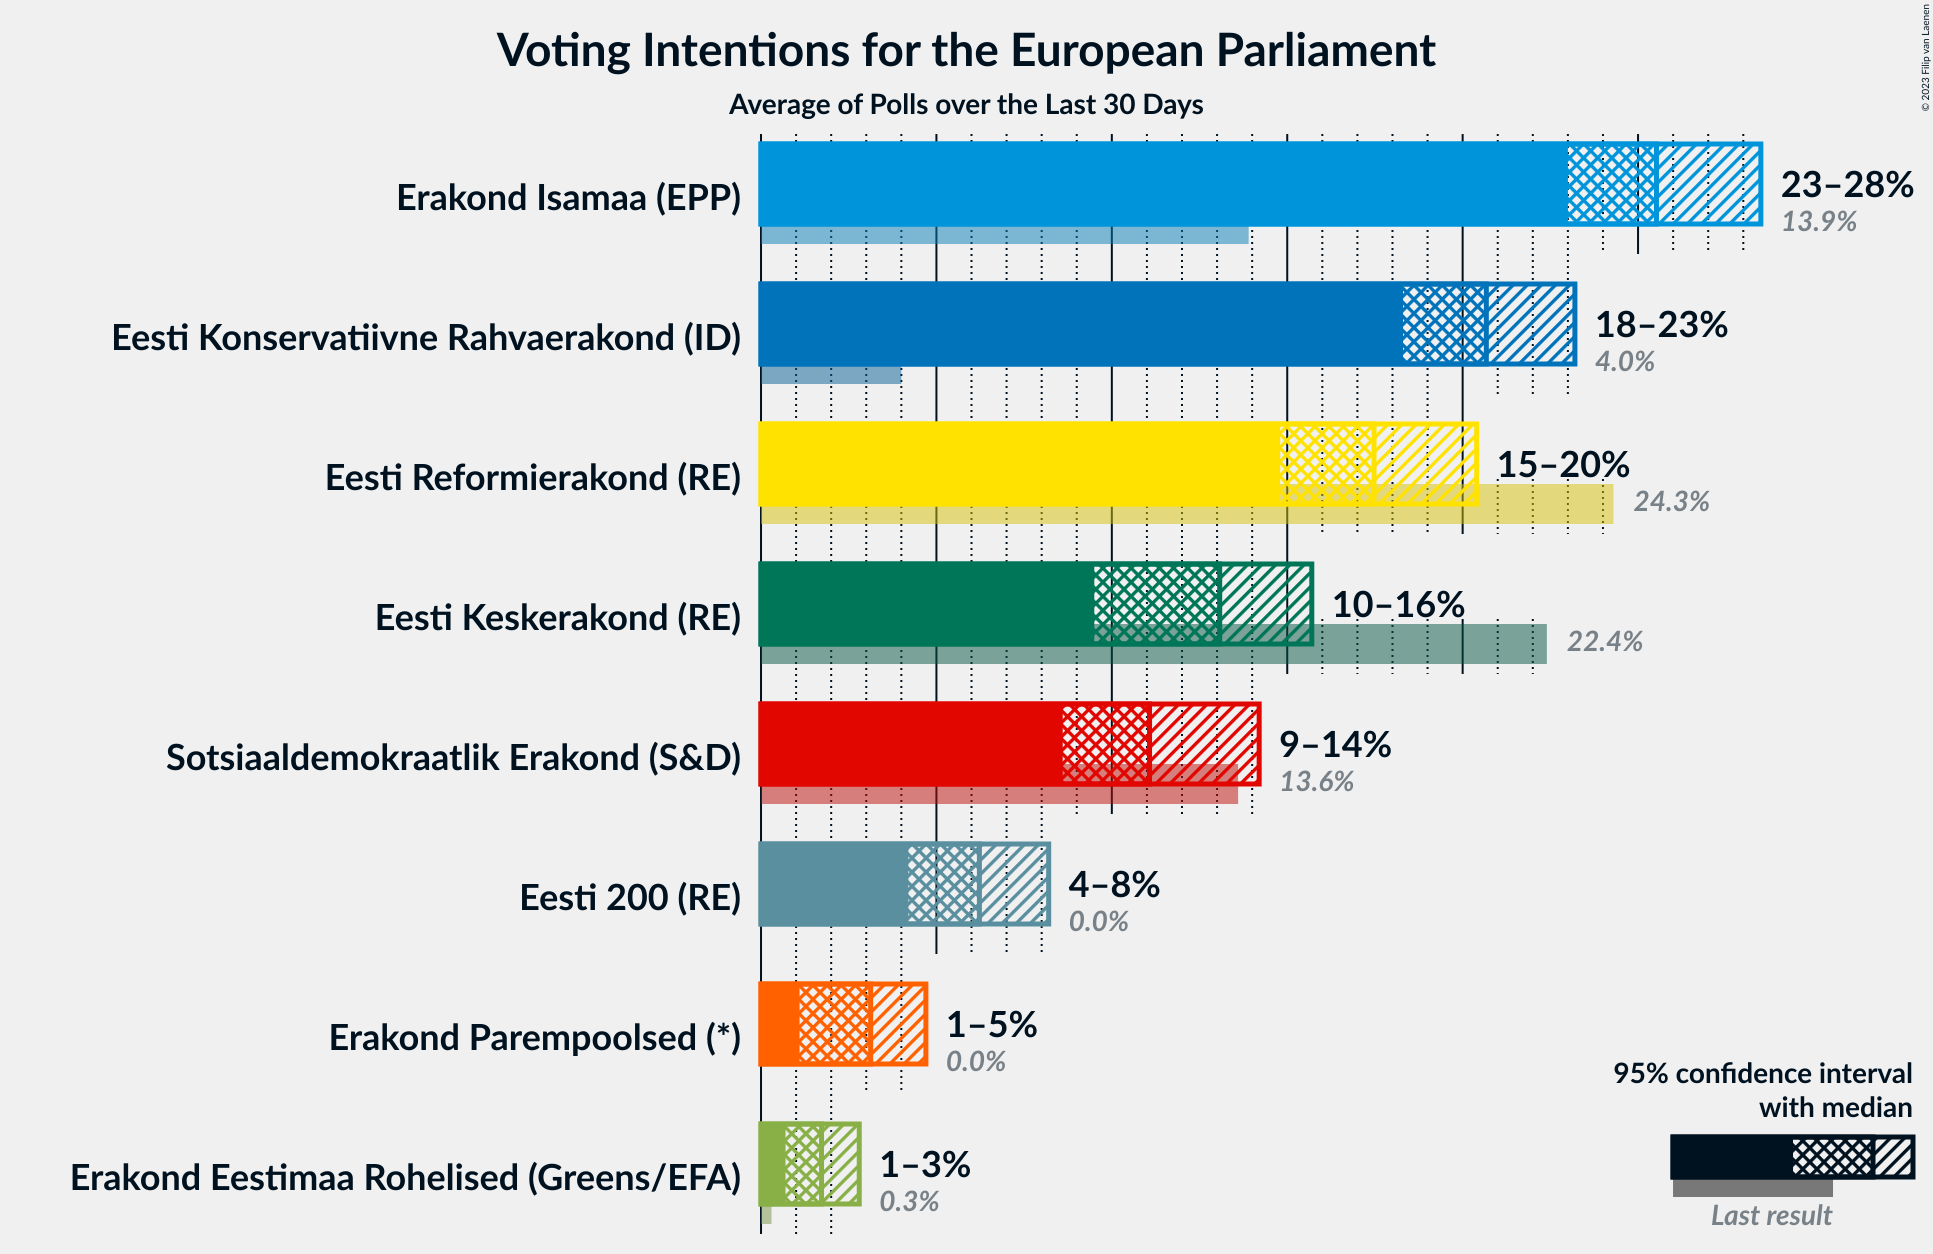 Voting Intentions for the European Parliament
Average of Polls over the Last 30 Days
© 2023 Filip van Laenen
Erakond Isamaa (EPP)
23–28%
13.9%
Eesti Konservatiivne Rahvaerakond (ID)
18–23%
4.0%
Eesti Reformierakond (RE)
15–20%
24.3%
Eesti Keskerakond (RE)
10–16%
22.4%
Sotsiaaldemokraatlik Erakond (S&D)
9–14%
13.6%
Eesti 200 (RE)
4–8%
0.0%
Erakond Parempoolsed (*)
1–5%
0.0%
Erakond Eestimaa Rohelised (Greens/EFA)
1–3%
0.3%
95% confidence interval
with median
Last result